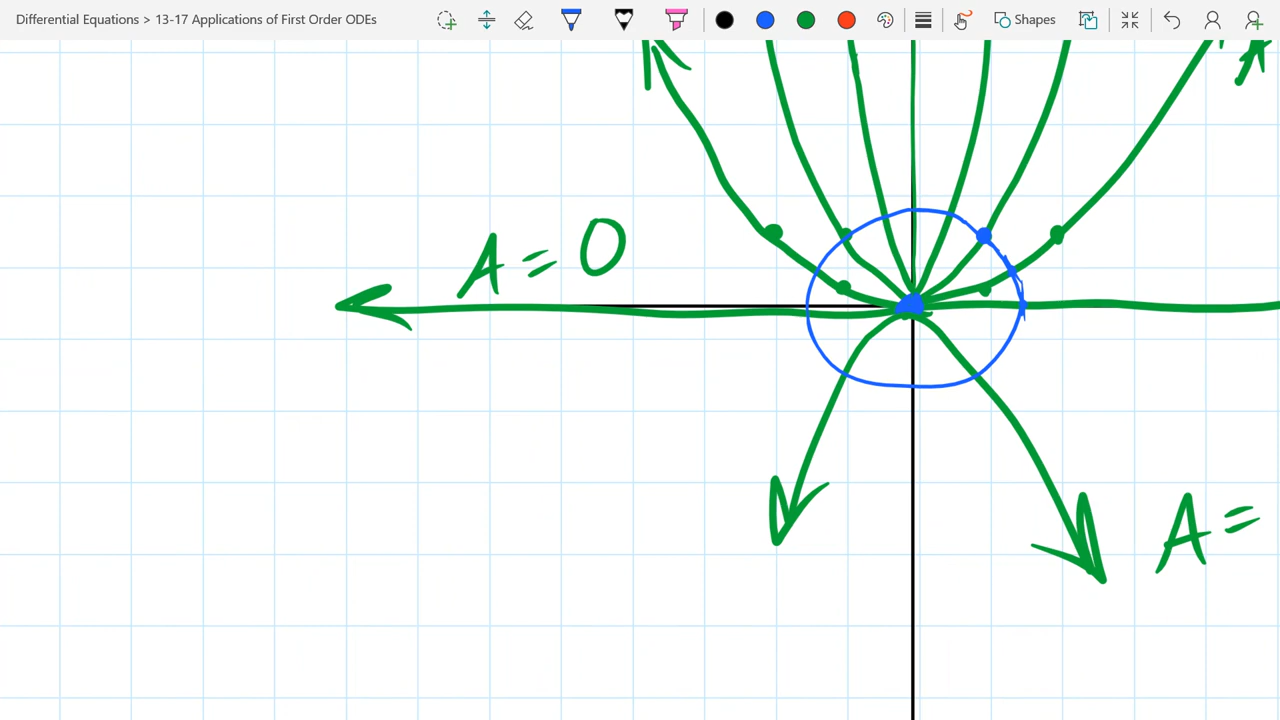 Differential Equations > 13-17 Applications of First Order ODEs
Shapes
A = 0
A =